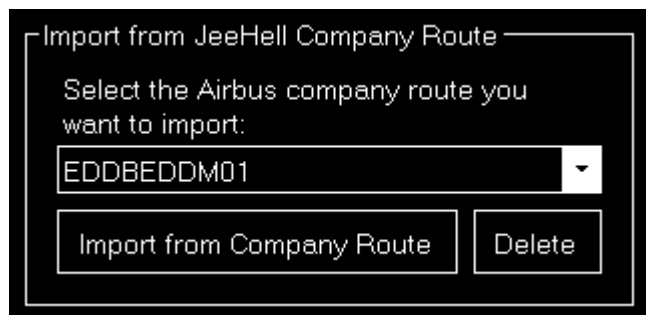 Import from JeeHell Company Route
Select the Airbus company route you
want to import:
EDDBEDDM01
Import from Company Route
Delete